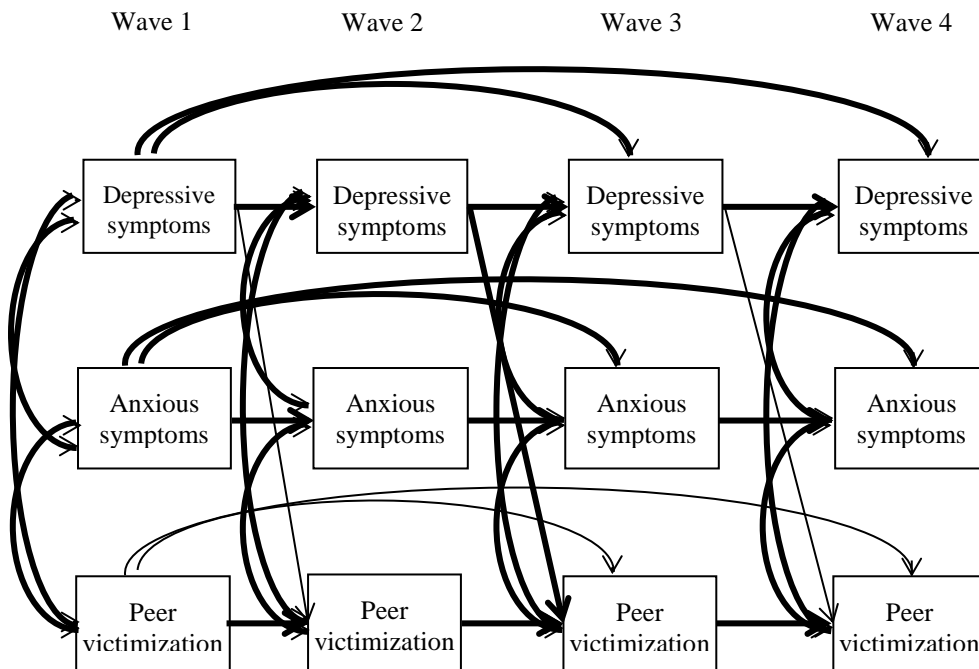 Wave 1
Wave 2
Wave 3
Wave 4
Depressive
symptoms
Depressive
symptoms
Depressive
symptoms
Depressive
symptoms
Anxious
symptoms
Anxious
symptoms
Anxious
symptoms
Anxious
symptoms
Peer
victimization
Peer
victimization
Peer
victimization
Peer
victimization